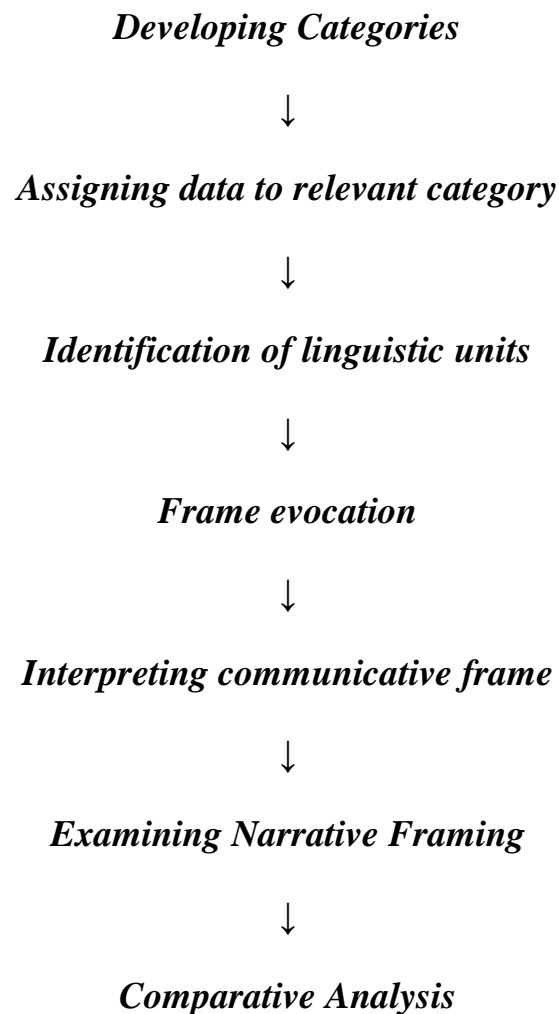 Developing Categories
↓
Assigning data to relevant category
↓
Identification of linguistic units
↓
Frame evocation
↓
Interpreting communicative frame
↓
Examining Narrative Framing
↓
Comparative Analysis